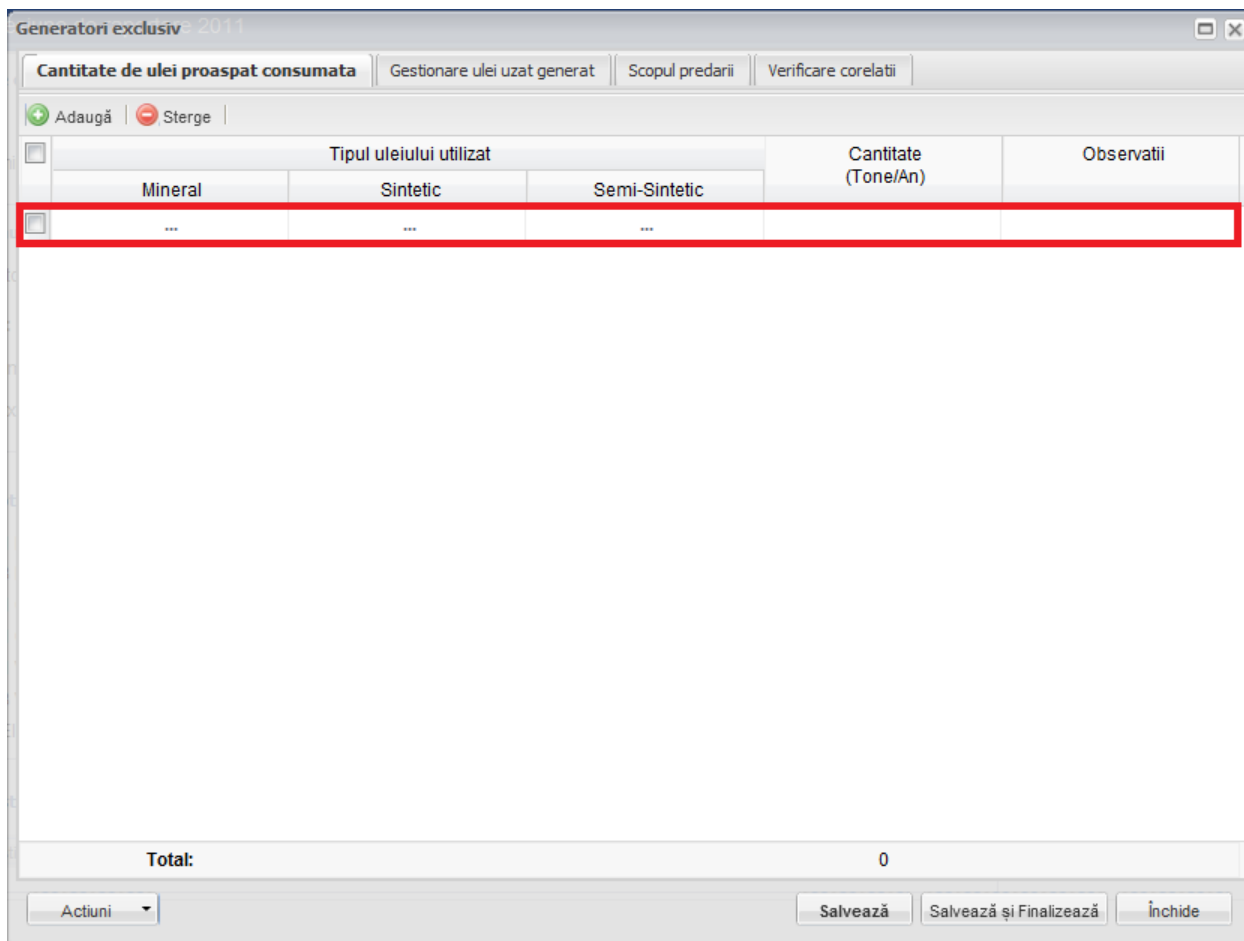 Generatori exclusiv
Cantitate de ulei proaspat consumata Gestionare ulei uzat generat Scopul predarii Verificare corelatii
Adaugă Sterge
Tipul uleiului utilizat Cantitate (Tone/An) Observatii
Mineral Sintetic Semi-Sintetic
... ... ...
Total: 0
Actiuni Salvează Salvează și Finalizează Închide